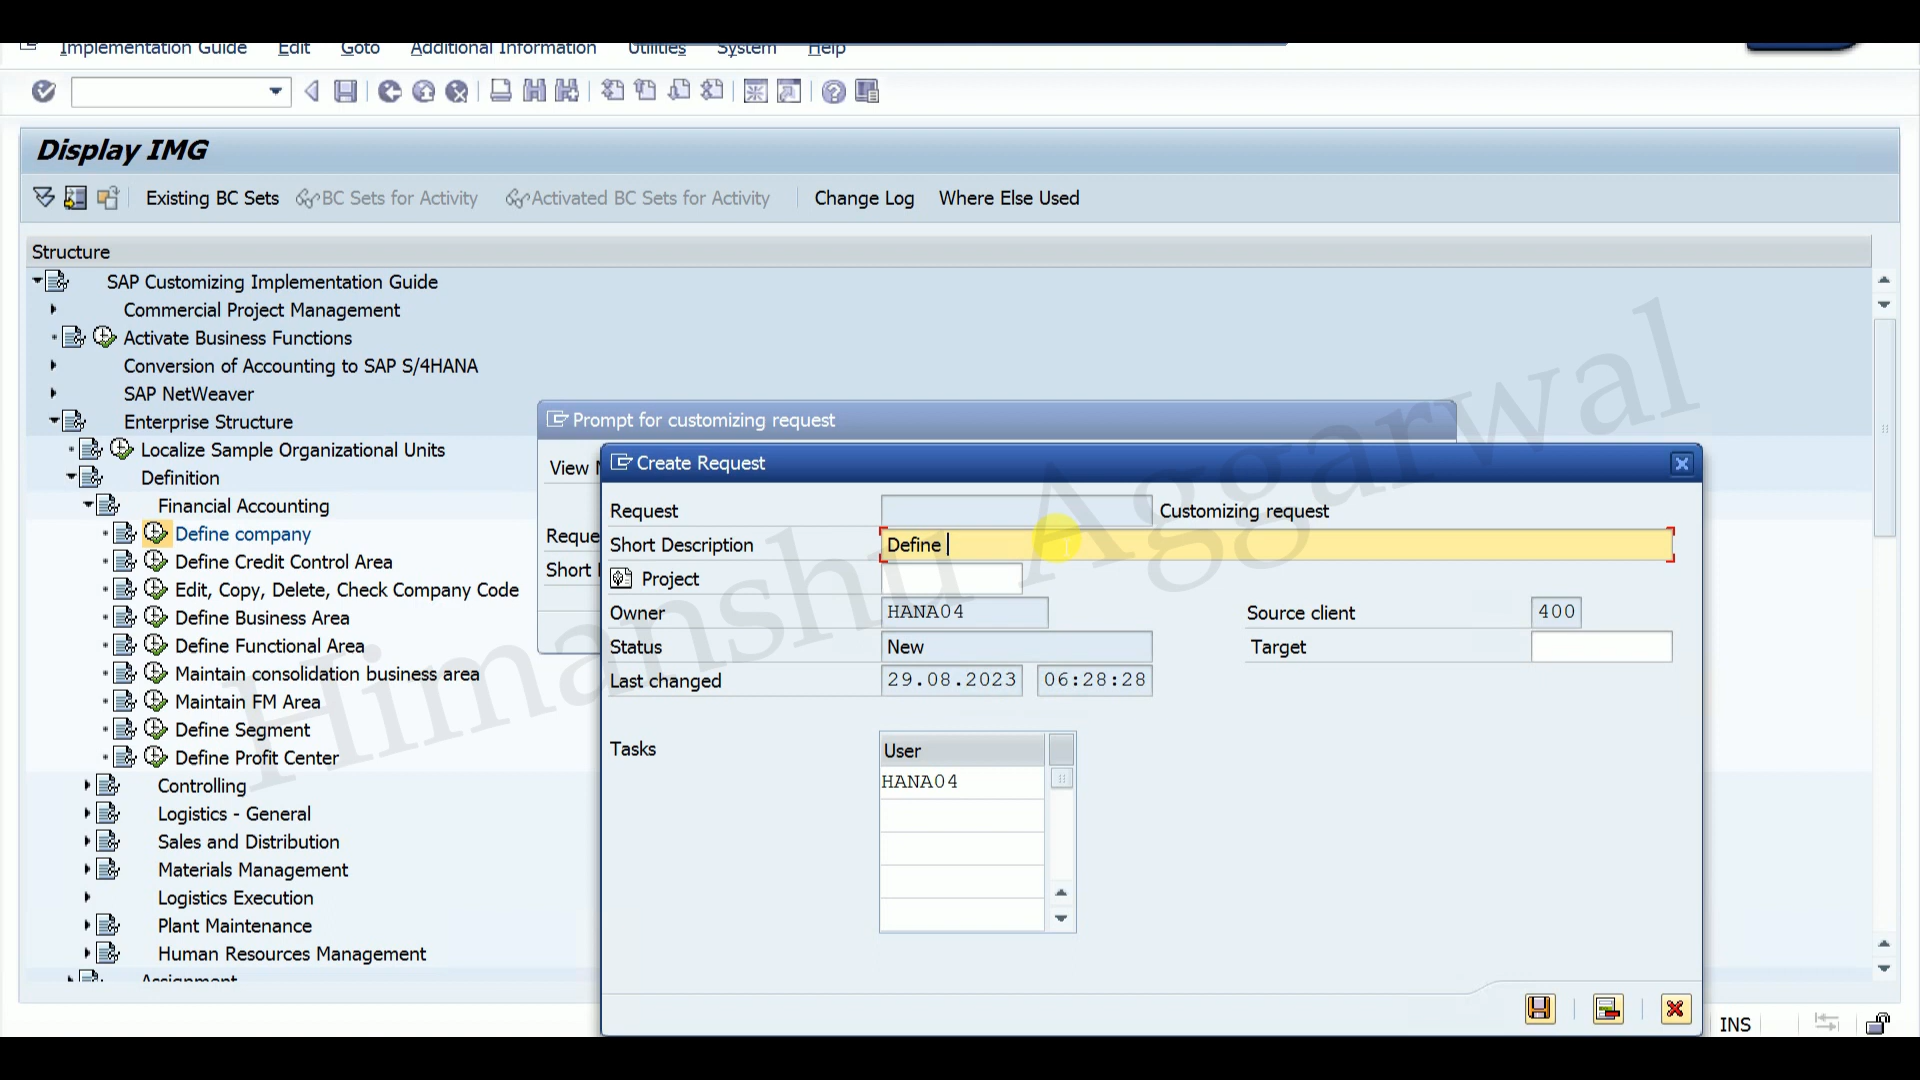 Implementation Guide Edit Goto Additional Information Utilities System Help
Display IMG
Existing BC Sets BC Sets for Activity Activated BC Sets for Activity Change Log Where Else Used
Structure
SAP Customizing Implementation Guide
Commercial Project Management
Activate Business Functions
Conversion of Accounting to SAP S/4HANA
SAP NetWeaver
Enterprise Structure
Localize Sample Organizational Units
Definition
Financial Accounting
Define company
Define Credit Control Area
Edit, Copy, Delete, Check Company Code
Define Business Area
Define Functional Area
Maintain consolidation business area
Maintain FM Area
Define Segment
Define Profit Center
Controlling
Logistics - General
Sales and Distribution
Materials Management
Logistics Execution
Plant Maintenance
Human Resources Management
Assignment
Prompt for customizing request
View
Short
Create Request
Request Customizing request
Short Description Define
Project
Owner HANA04 Source client 400
Status New Target
Last changed 29.08.2023 06:28:28
Tasks User
HANA04
INS
Himanshu Aggarwal